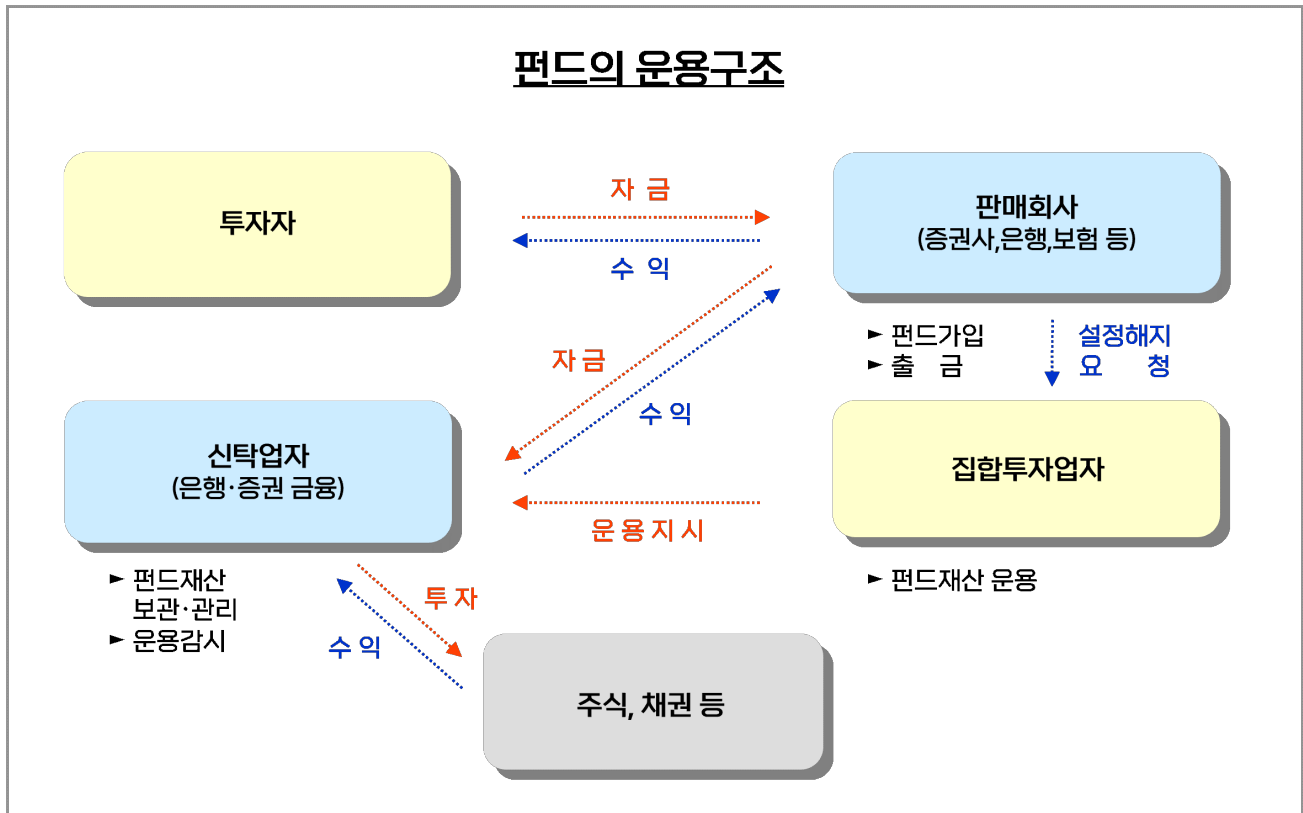 펀드의 운용구조
투자자
자 금
수 익
판매회사
(증권사,은행,보험 등)
► 펀드가입
► 출 금
설정해지
요 청
자 금
수 익
신탁업자
(은행·증권 금융)
집합투자업자
운 용 지 시
► 펀드재산
보관·관리
► 운용감시
► 펀드재산 운용
투 자
수 익
주식, 채권 등